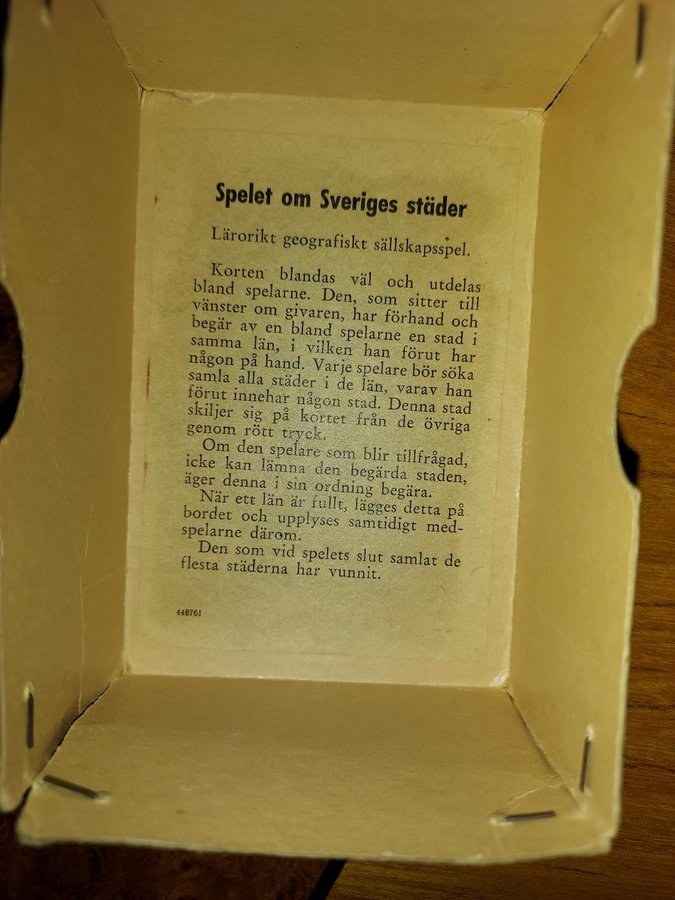 Spelet om Sveriges städer
Lärorikt geografiskt sällskapsspel.
Korten blandas väl och utdelas
bland spelarne. Den, som sitter till
vänster om givaren, har förhand och
begär av en bland spelarne en stad i
samma län, i vilken han förut har
någon på hand. Varje spelare bör söka
samla alla städer i de län, varav han
förut innehar någon stad. Denna stad
skiljer sig på kortet från de övriga
genom rött tryck.
Om den spelare som blir tillfrågad,
icke kan lämna den begärda staden,
äger denna i sin ordning begära.
När ett län är fullt, lägges detta på
bordet och upplyses samtidigt med-
spelarne därom.
Den som vid spelets slut samlat de
flesta städerna har vunnit.
448761